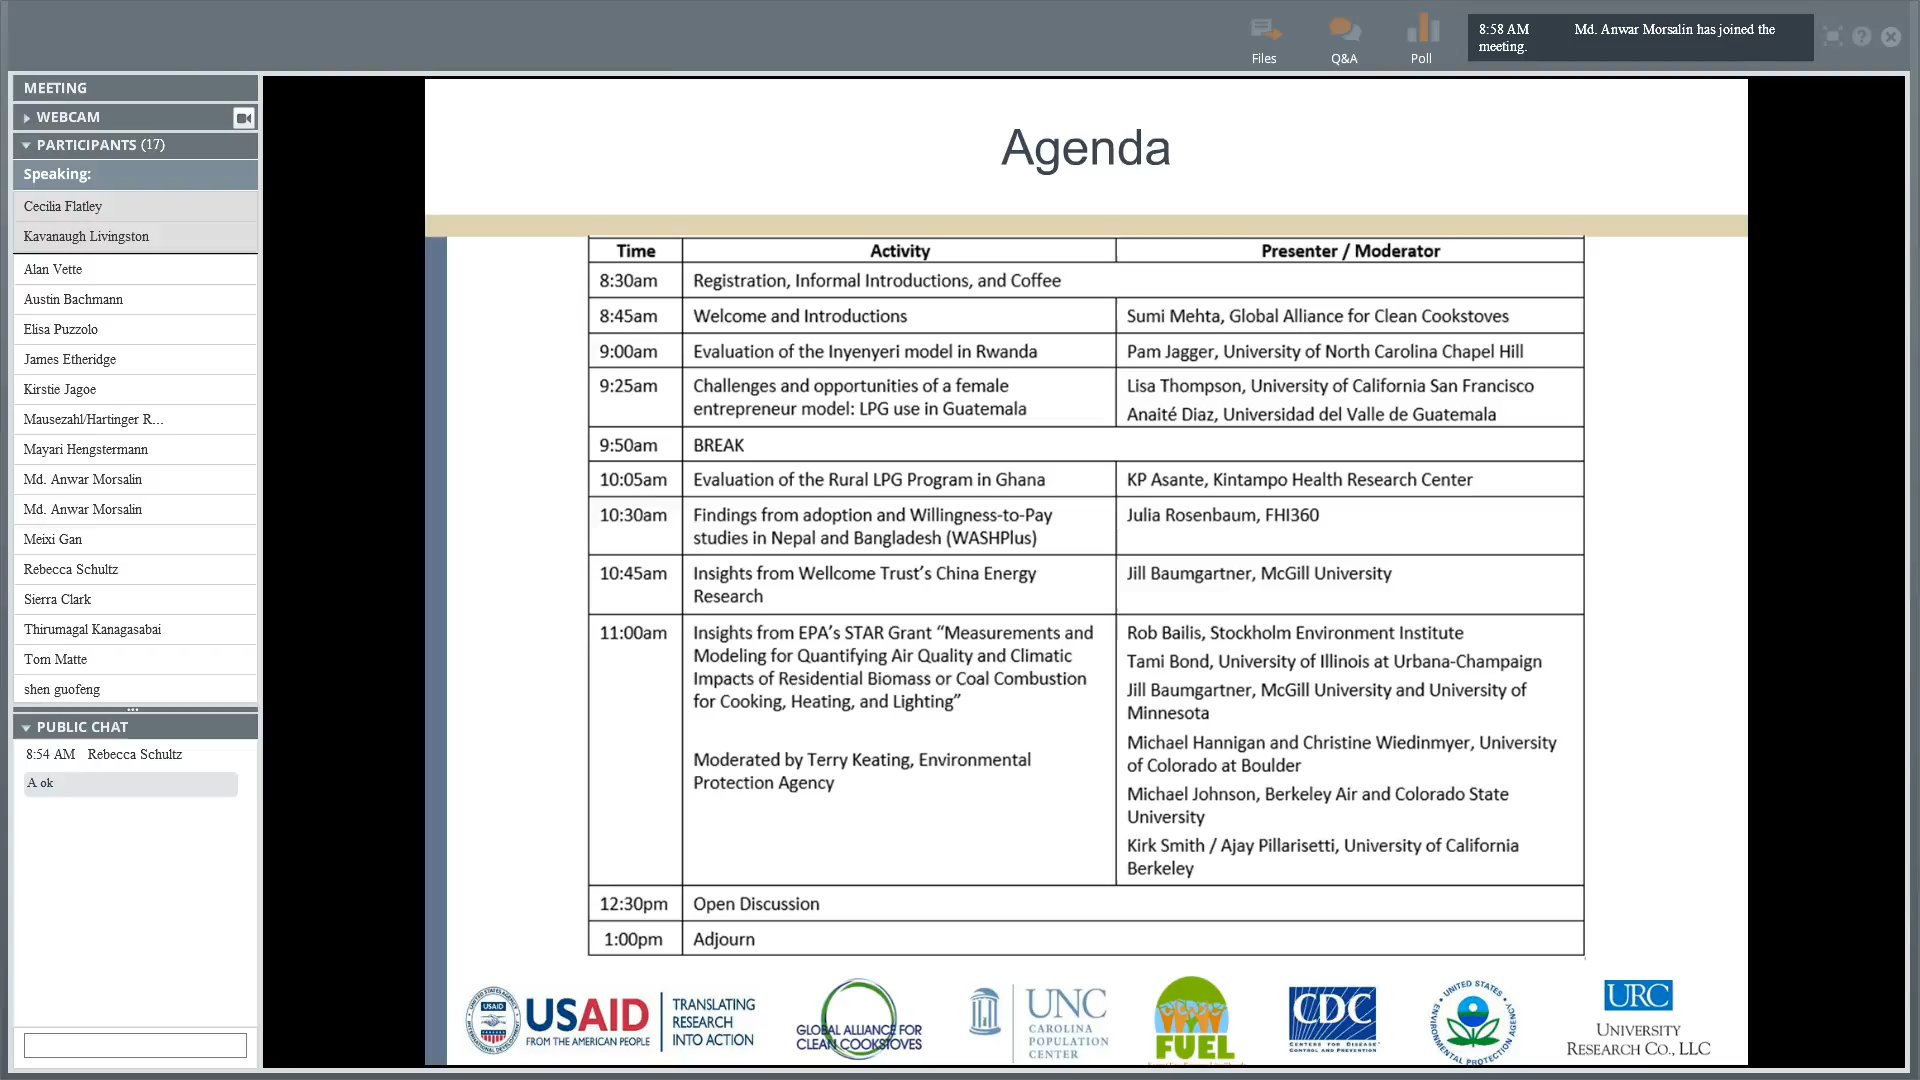 Files
Q&A
Poll
8:58 AM Md. Anwar Morsalin has joined the
meeting.
MEETING
WEBCAM
PARTICIPANTS (17)
Speaking:
Cecilia Flatley
Kavanaugh Livingston
Alan Vette
Austin Bachmann
Elisa Puzzolo
James Etheridge
Kirstie Jagoe
Mausezahl/Hartinger R...
Mayari Hengstermann
Md. Anwar Morsalin
Md. Anwar Morsalin
Meixi Gan
Rebecca Schultz
Sierra Clark
Thirumagal Kanagasabai
Tom Matte
shen guofeng
PUBLIC CHAT
8:54 AM Rebecca Schultz
A ok
Agenda
Time Activity Presenter / Moderator
8:30am Registration, Informal Introductions, and Coffee
8:45am Welcome and Introductions Sumi Mehta, Global Alliance for Clean Cookstoves
9:00am Evaluation of the Inyenyeri model in Rwanda Pam Jagger, University of North Carolina Chapel Hill
9:25am Challenges and opportunities of a female
entrepreneur model: LPG use in Guatemala
Lisa Thompson, University of California San Francisco
Anaité Diaz, Universidad del Valle de Guatemala
9:50am BREAK
10:05am Evaluation of the Rural LPG Program in Ghana KP Asante, Kintampo Health Research Center
10:30am Findings from adoption and Willingness-to-Pay
studies in Nepal and Bangladesh (WASHPlus)
Julia Rosenbaum, FHI360
10:45am Insights from Wellcome Trust's China Energy
Research
Jill Baumgartner, McGill University
11:00am Insights from EPA's STAR Grant “Measurements and
Modeling for Quantifying Air Quality and Climatic
Impacts of Residential Biomass or Coal Combustion
for Cooking, Heating, and Lighting”
Moderated by Terry Keating, Environmental
Protection Agency
Rob Bailis, Stockholm Environment Institute
Tami Bond, University of Illinois at Urbana-Champaign
Jill Baumgartner, McGill University and University of
Minnesota
Michael Hannigan and Christine Wiedinmyer, University
of Colorado at Boulder
Michael Johnson, Berkeley Air and Colorado State
University
Kirk Smith / Ajay Pillarisetti, University of California
Berkeley
12:30pm Open Discussion
1:00pm Adjourn
USAID
USAID
FROM THE AMERICAN PEOPLE
TRANSLATING
RESEARCH
INTO ACTION
GLOBAL ALLIANCE FOR
CLEAN COOKSTOVES
UNC
CAROLINA
POPULATION
CENTER
FUEL
CDC
CENTERS FOR DISEASE
CONTROL AND PREVENTION
UNITED STATES
ENVIRONMENTAL PROTECTION AGENCY
URC
UNIVERSITY
RESEARCH CO., LLC